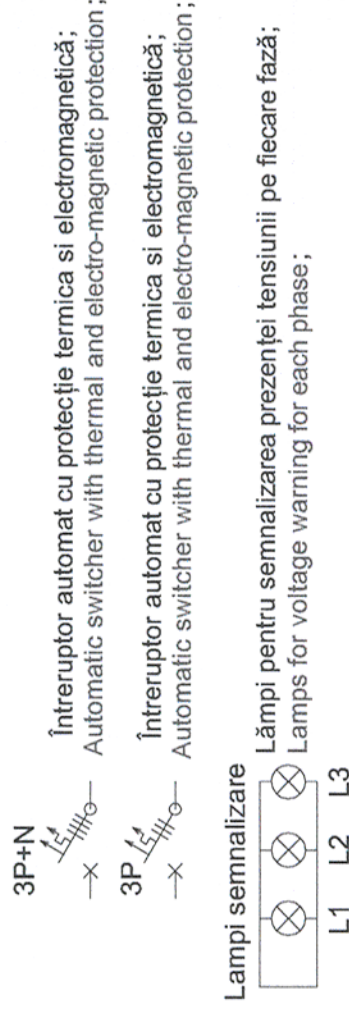 3P+N
Întreruptor automat cu protecție termica si electromagnetică;
Automatic switcher with thermal and electro-magnetic protection;
3P
Întreruptor automat cu protecție termica si electromagnetică;
Automatic switcher with thermal and electro-magnetic protection;
Lampi semnalizare
Lămpi pentru semnalizarea prezenței tensiunii pe fiecare fază;
Lamps for voltage warning for each phase;
L1 L2 L3